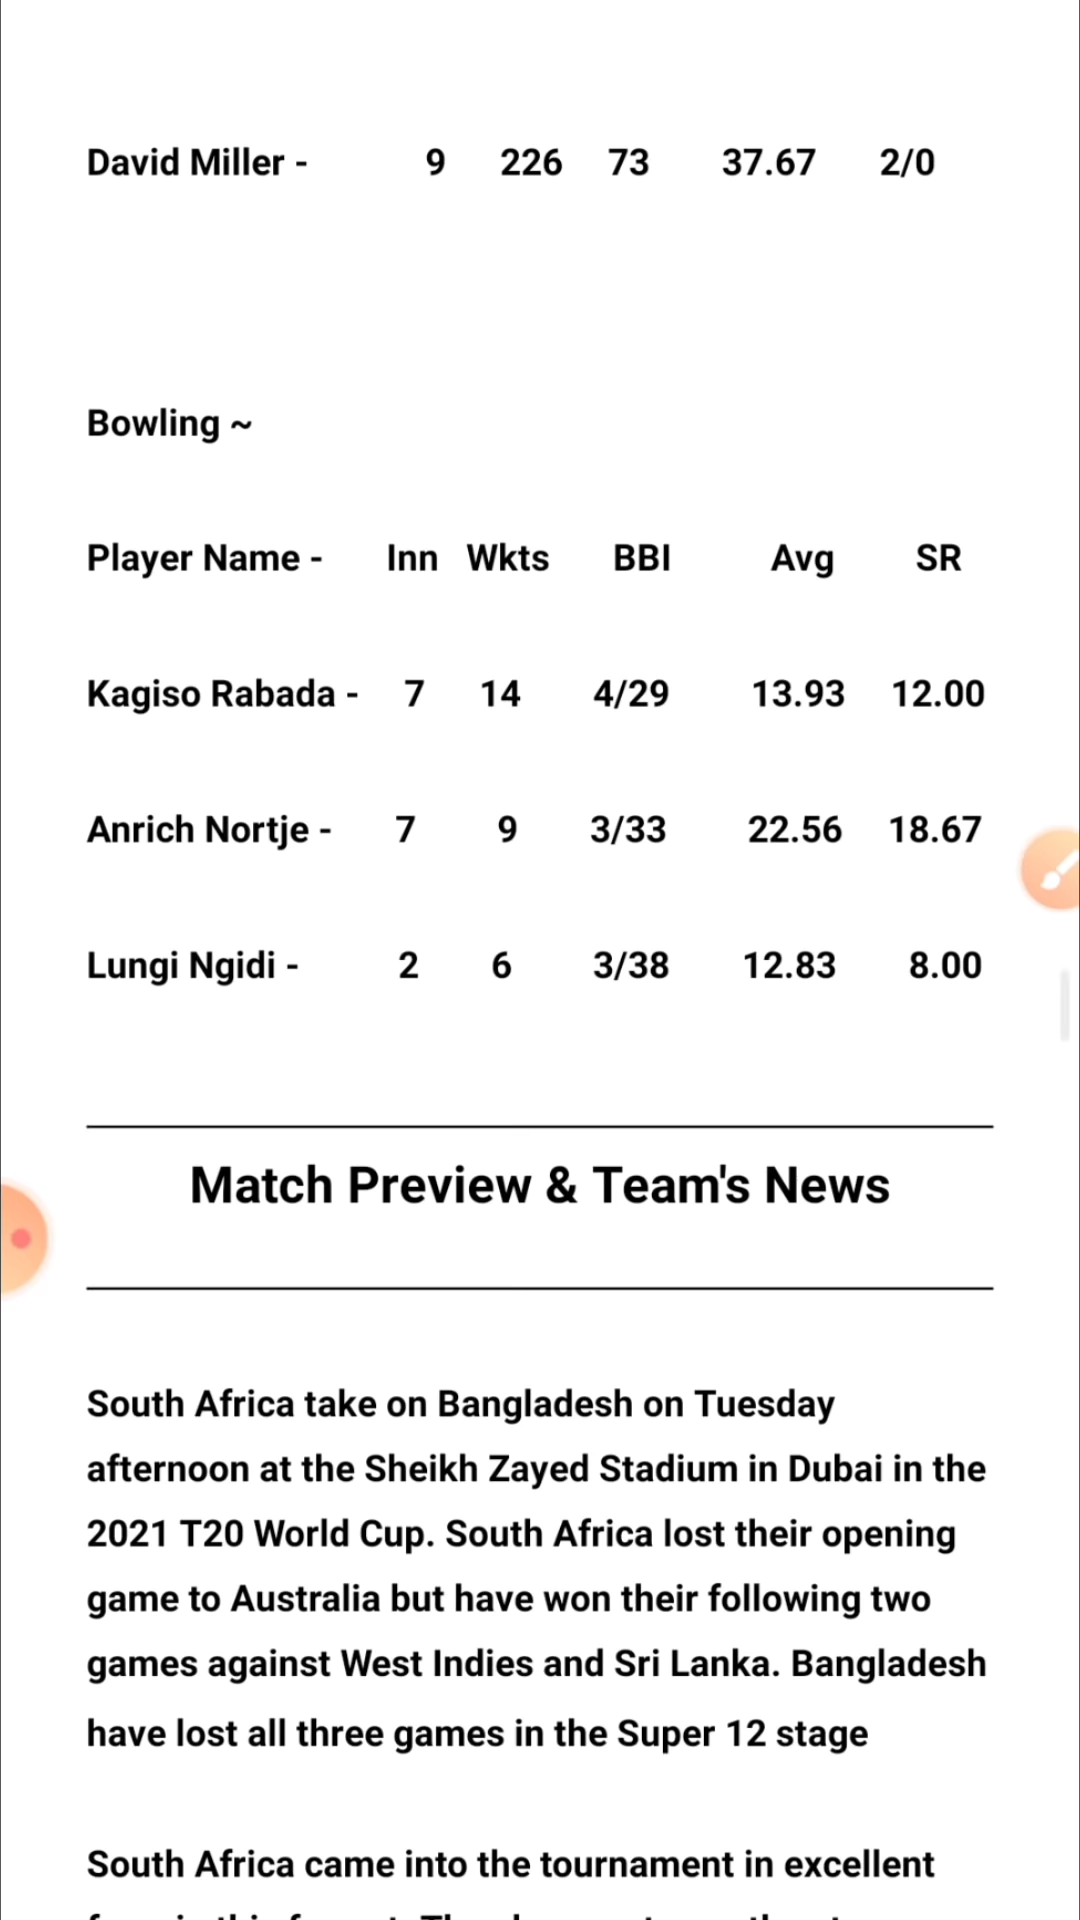 David Miller - 9 226 73 37.67 2/0
Bowling ~
Player Name - Inn Wkts BBI Avg SR
Kagiso Rabada - 7 14 4/29 13.93 12.00
Anrich Nortje - 7 9 3/33 22.56 18.67
Lungi Ngidi - 2 6 3/38 12.83 8.00
Match Preview & Team's News
South Africa take on Bangladesh on Tuesday
afternoon at the Sheikh Zayed Stadium in Dubai in the
2021 T20 World Cup. South Africa lost their opening
game to Australia but have won their following two
games against West Indies and Sri Lanka. Bangladesh
have lost all three games in the Super 12 stage
South Africa came into the tournament in excellent